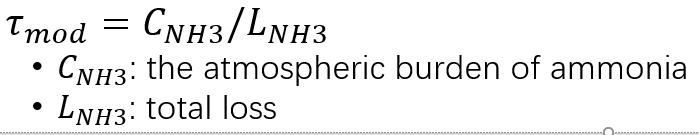 τmod = CNH3/LNH3
• CNH3: the atmospheric burden of ammonia
• LNH3: total loss